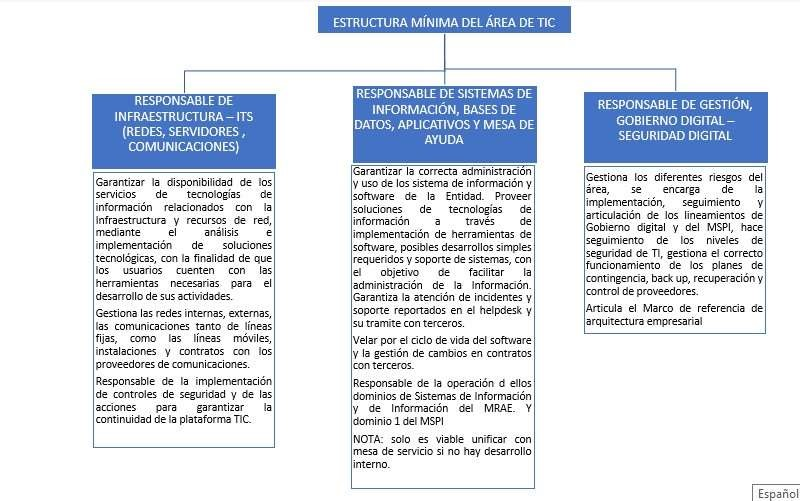 ESTRUCTURA MÍNIMA DEL ÁREA DE TIC
RESPONSABLE DE
INFRAESTRUCTURA – ITS
(REDES, SERVIDORES ,
COMUNICACIONES)
Garantizar la disponibilidad de los
servicios de tecnologías de
información relacionados con la
Infraestructura y recursos de red,
mediante el análisis e
implementación de soluciones
tecnológicas, con la finalidad de que
los usuarios cuenten con las
herramientas necesarias para el
desarrollo de sus actividades.
Gestiona las redes internas, externas,
las comunicaciones tanto de líneas
fijas, como las líneas móviles,
instalaciones y contratos con los
proveedores de comunicaciones.
Responsable de la implementación
de controles de seguridad y de las
acciones para garantizar la
continuidad de la plataforma TIC.
RESPONSABLE DE SISTEMAS DE
INFORMACIÓN, BASES DE
DATOS, APLICATIVOS Y MESA DE
AYUDA
Garantizar la correcta administración
y uso de los sistema de información y
software de la Entidad. Proveer
soluciones de tecnologías de
información a través de
implementación de herramientas de
software, posibles desarrollos simples
requeridos y soporte de sistemas, con
el objetivo de facilitar la
administración de la Información.
Garantiza la atención de incidentes y
soporte reportados en el helpdesk y
su tramite con terceros.
Velar por el ciclo de vida del software
y la gestión de cambios en contratos
con terceros.
Responsable de la operación d ellos
dominios de Sistemas de Información
y de Información del MRAE. Y
dominio 1 del MSPI
NOTA: solo es viable unificar con
mesa de servicio si no hay desarrollo
interno.
RESPONSABLE DE GESTIÓN,
GOBIERNO DIGITAL –
SEGURIDAD DIGITAL
Gestiona los diferentes riesgos del
área, se encarga de la
implementación, seguimiento y
articulación de los lineamientos de
Gobierno digital y del MSPI, hace
seguimiento de los niveles de
seguridad de TI, gestiona el correcto
funcionamiento de los planes de
contingencia, back up, recuperación y
control de proveedores.
Articula el Marco de referencia de
arquitectura empresarial
Español